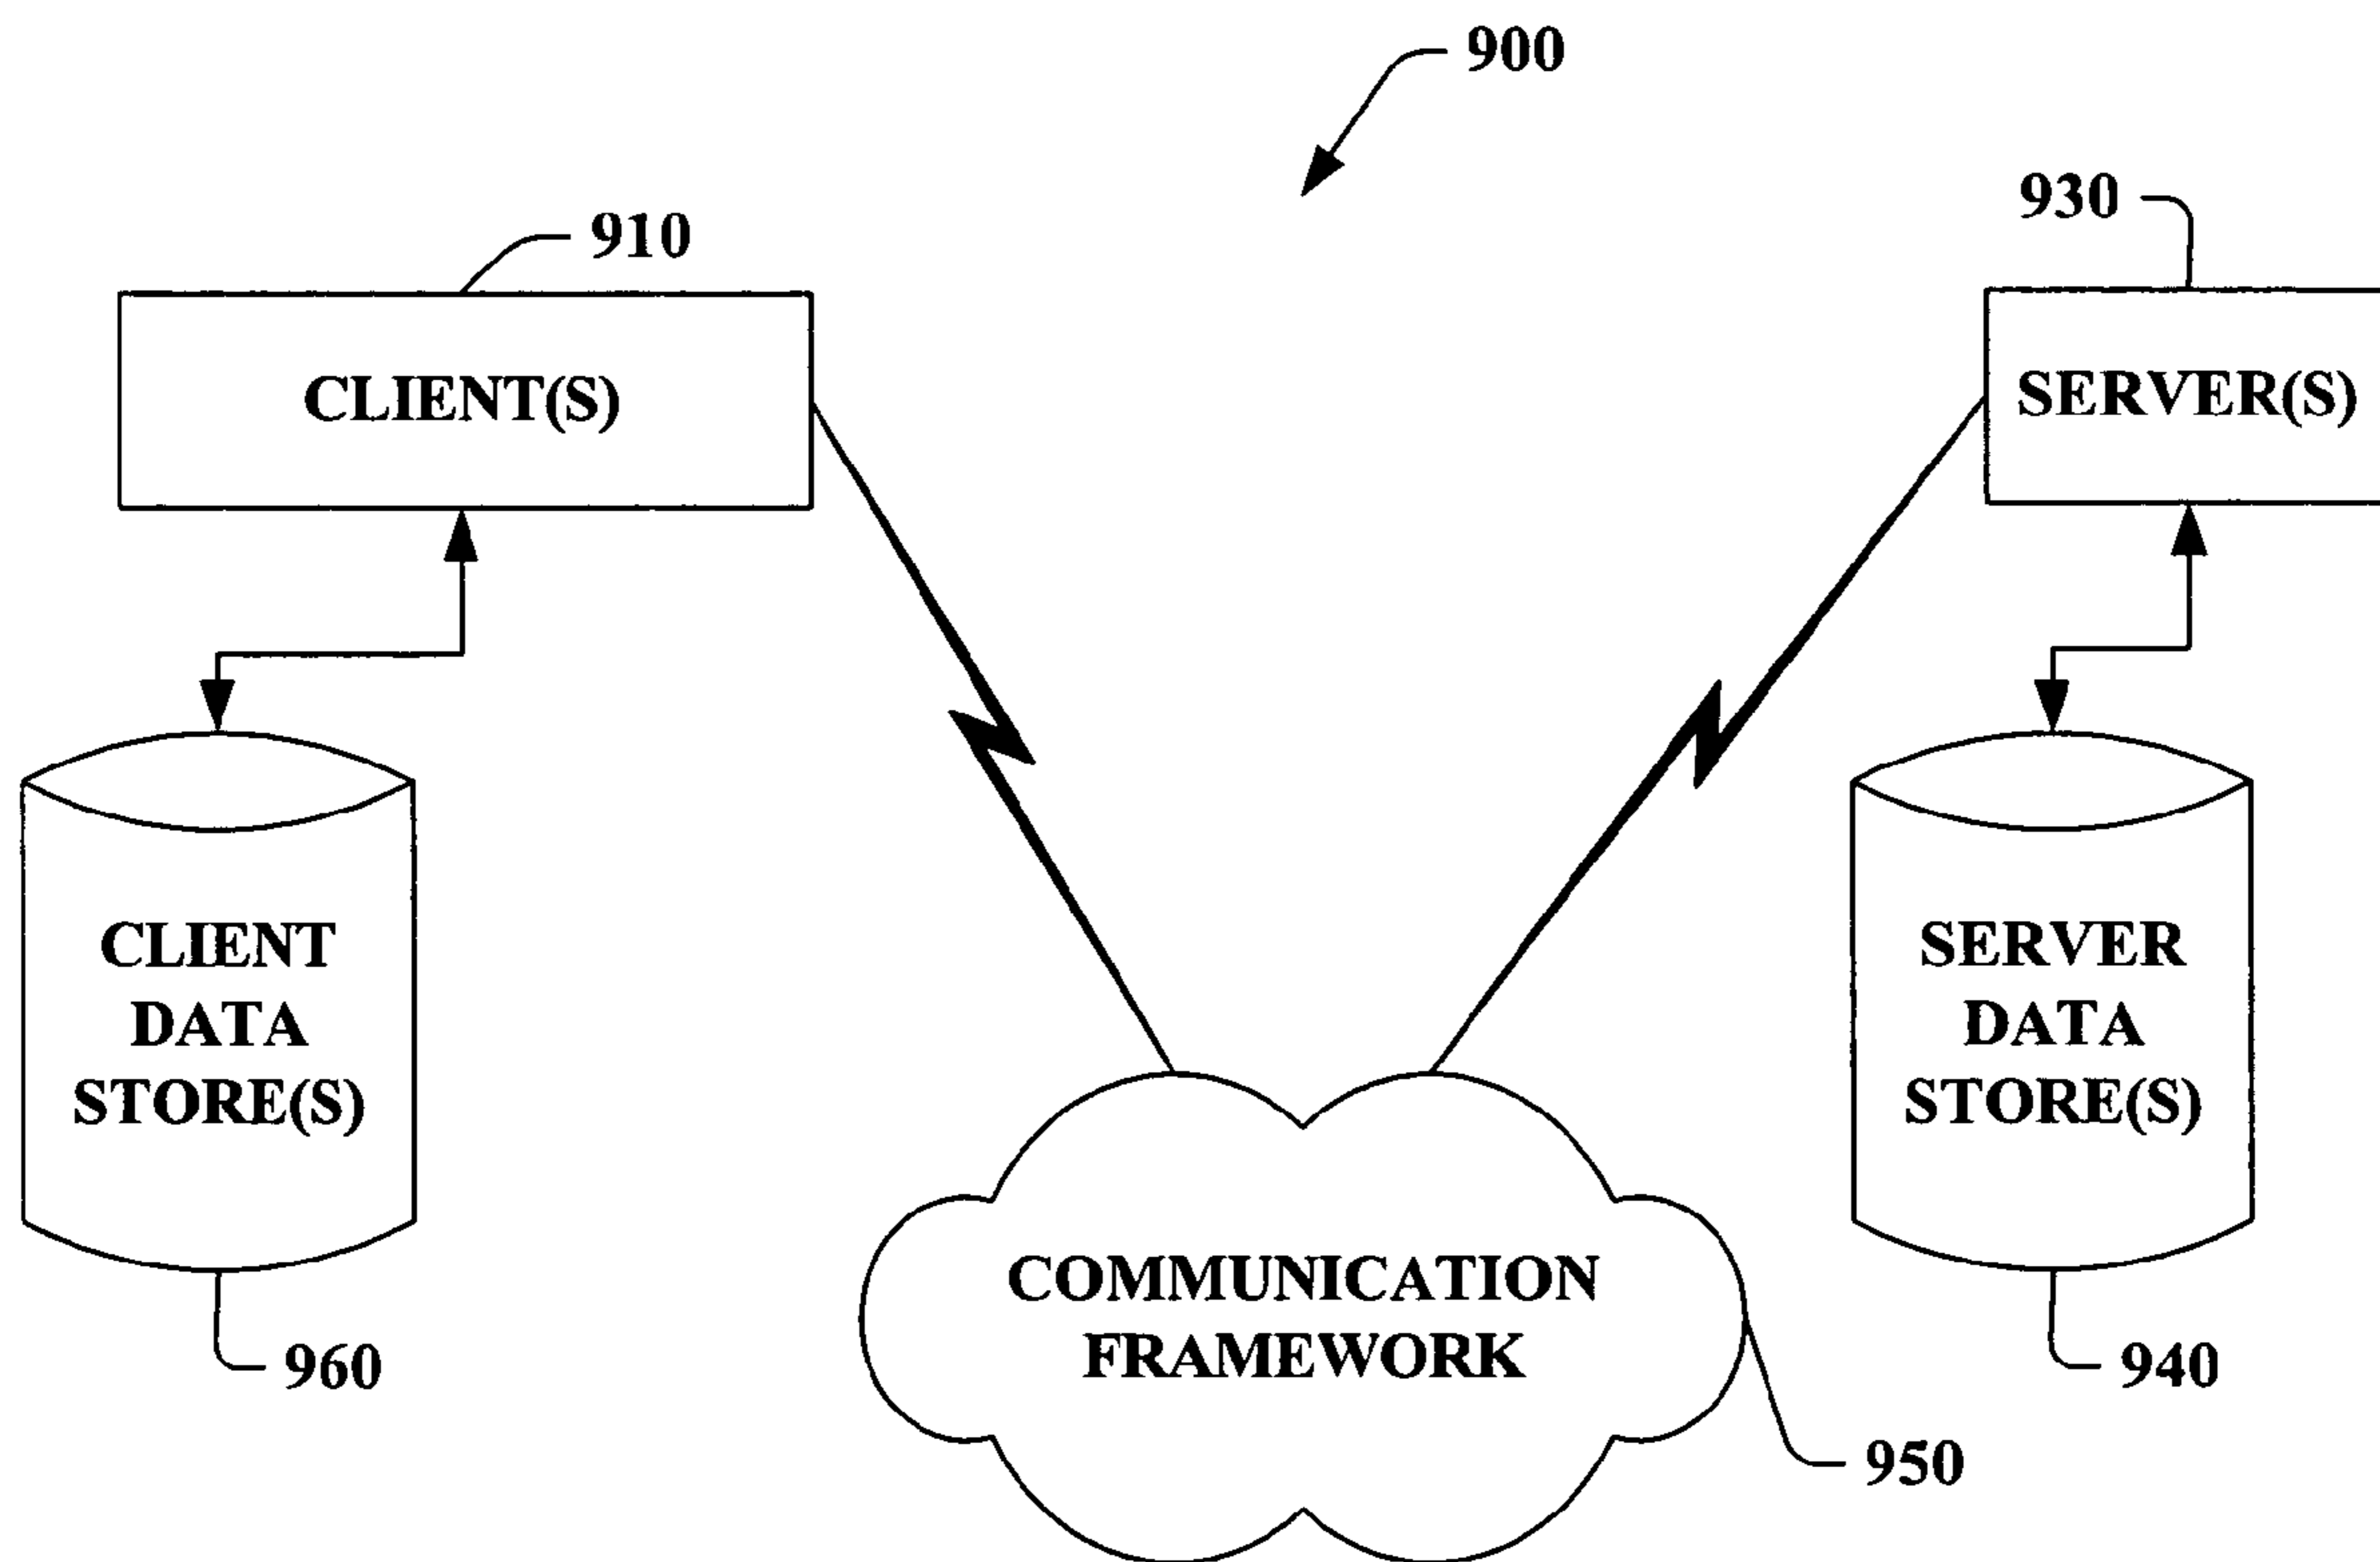 900
910
930
CLIENT(S)
SERVER(S)
CLIENT
DATA
STORE(S)
SERVER
DATA
STORE(S)
COMMUNICATION
FRAMEWORK
960
940
950